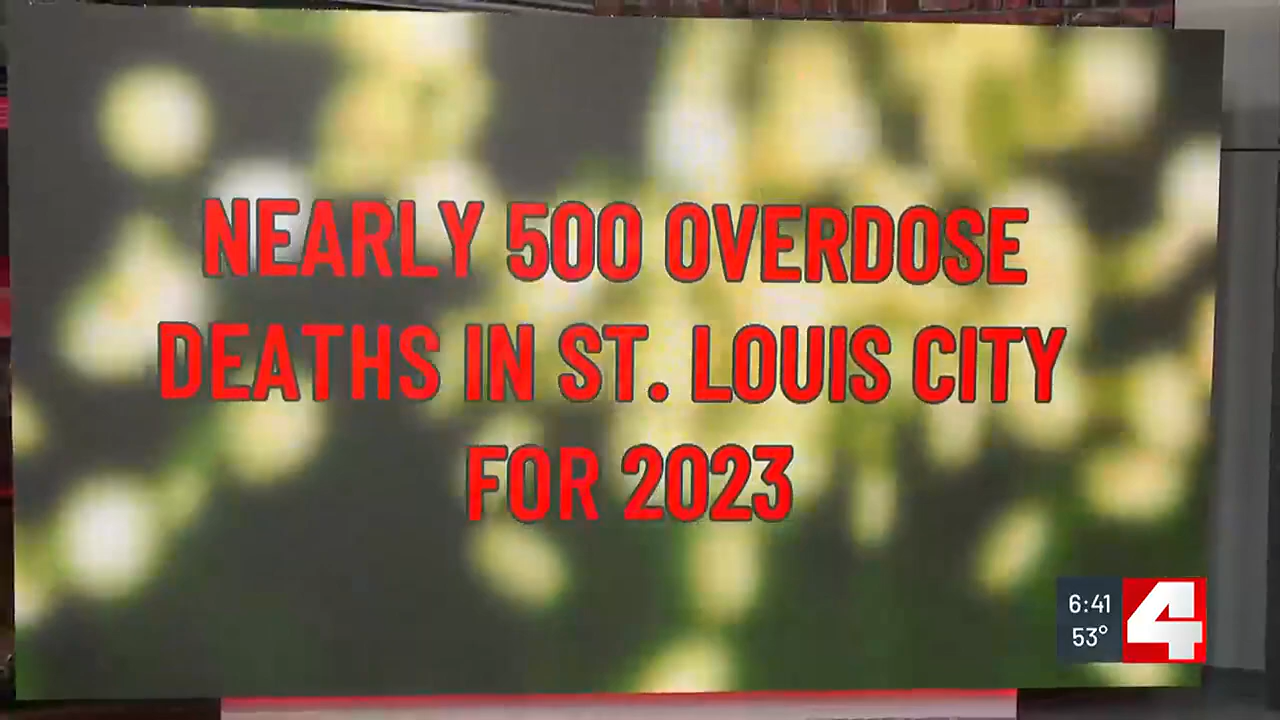 NEARLY 500 OVERDOSE
DEATHS IN ST. LOUIS CITY
FOR 2023
6:41
53°
4